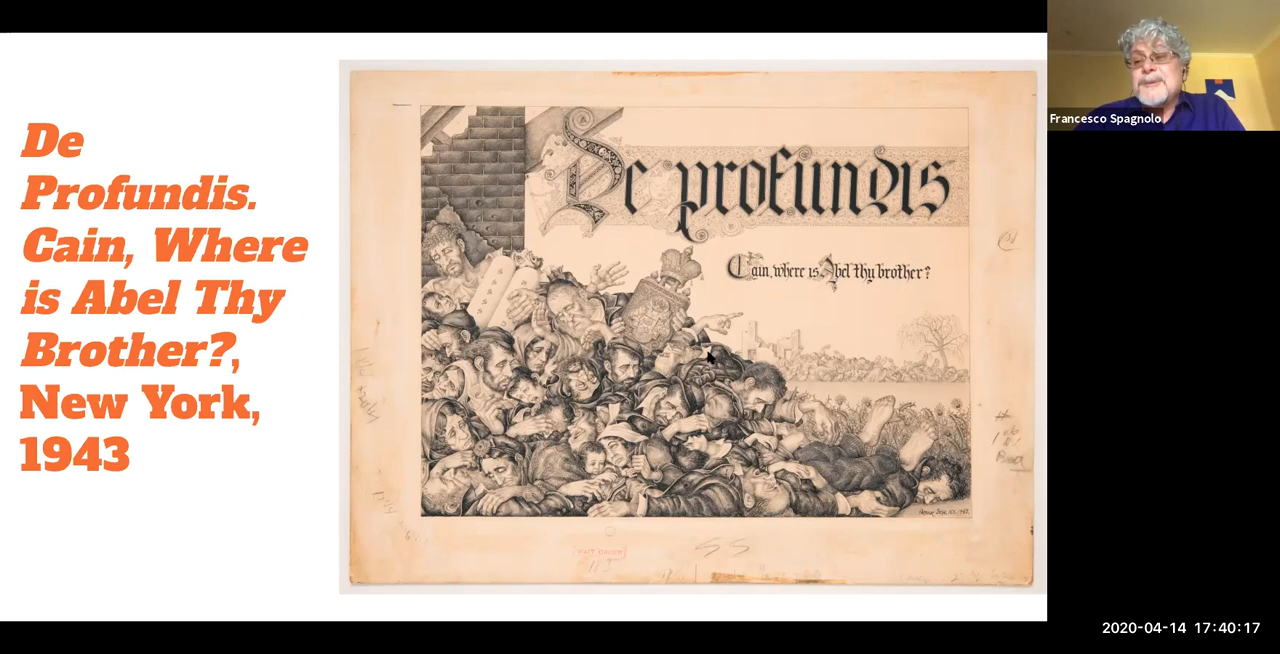 De
Profundis.
Cain, Where
is Abel Thy
Brother?,
New York,
1943
De profundis
Cain, where is Abel thy brother?
Francesco Spagnolo
2020-04-14 17:40:17